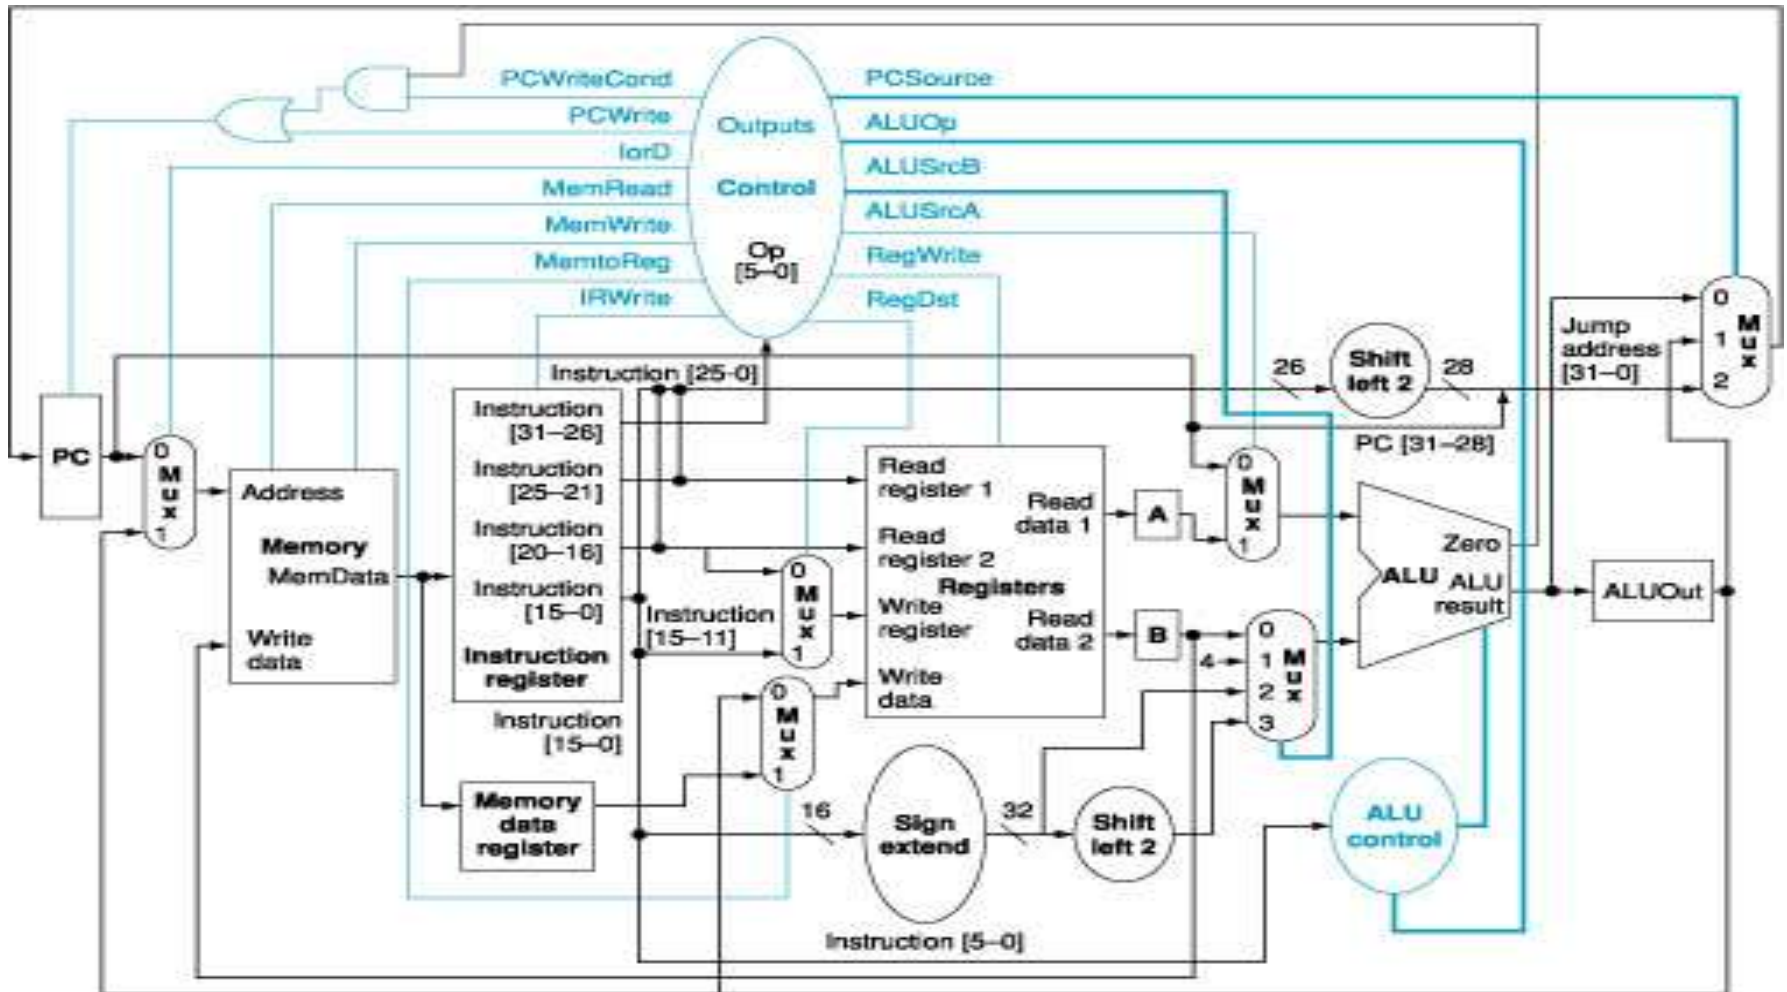 PCWriteCond
PCWrite
IorD
MemRead
MemWrite
MemtoReg
IRWrite
Outputs
Control
Op
[5–0]
PCSource
ALUOp
ALUSrcB
ALUSrcA
RegWrite
RegDst
PC
0
M
u
x
1
Address
Memory
MemData
Write
data
Instruction [25-0]
Instruction
[31–26]
Instruction
[25–21]
Instruction
[20–16]
Instruction
[15–0]
Instruction
register
Instruction
[15–0]
Memory
data
register
Instruction
[15–11]
0
M
u
x
1
0
M
u
x
1
Read
register 1
Read
register 2
Registers
Write
register
Write
data
Read
data 1
Read
data 2
A
B
16
Sign
extend
32
Shift
left 2
Instruction [5–0]
0
M
u
x
1
4
0
1
2
3
M
u
x
26
Shift
left 2
28
PC [31–28]
Jump
address
[31–0]
0
1
2
M
u
x
Zero
ALU
ALU
result
ALUOut
ALU
control